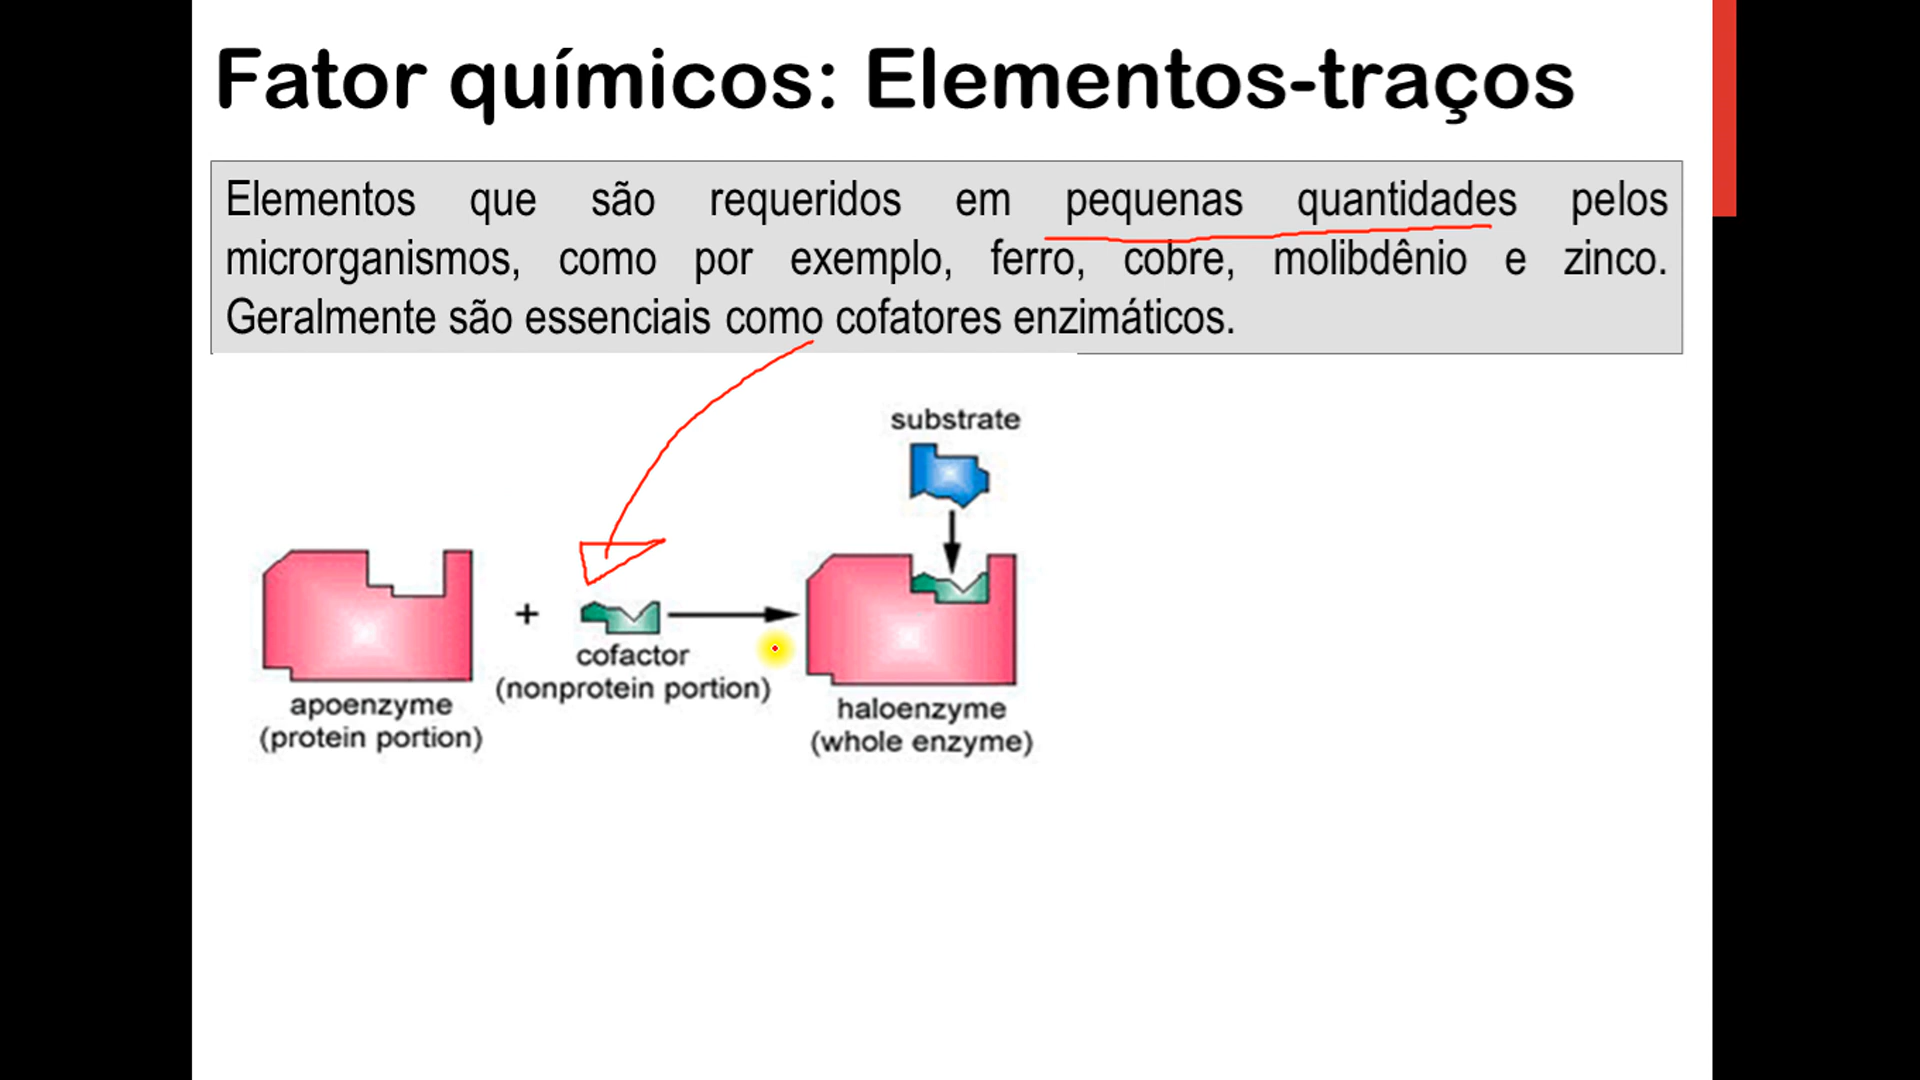 Fator químicos: Elementos-traços
Elementos que são requeridos em pequenas quantidades pelos
microrganismos, como por exemplo, ferro, cobre, molibdênio e zinco.
Geralmente são essenciais como cofatores enzimáticos.
substrate
+
cofactor
(nonprotein portion)
apoenzyme
(protein portion)
haloenzyme
(whole enzyme)